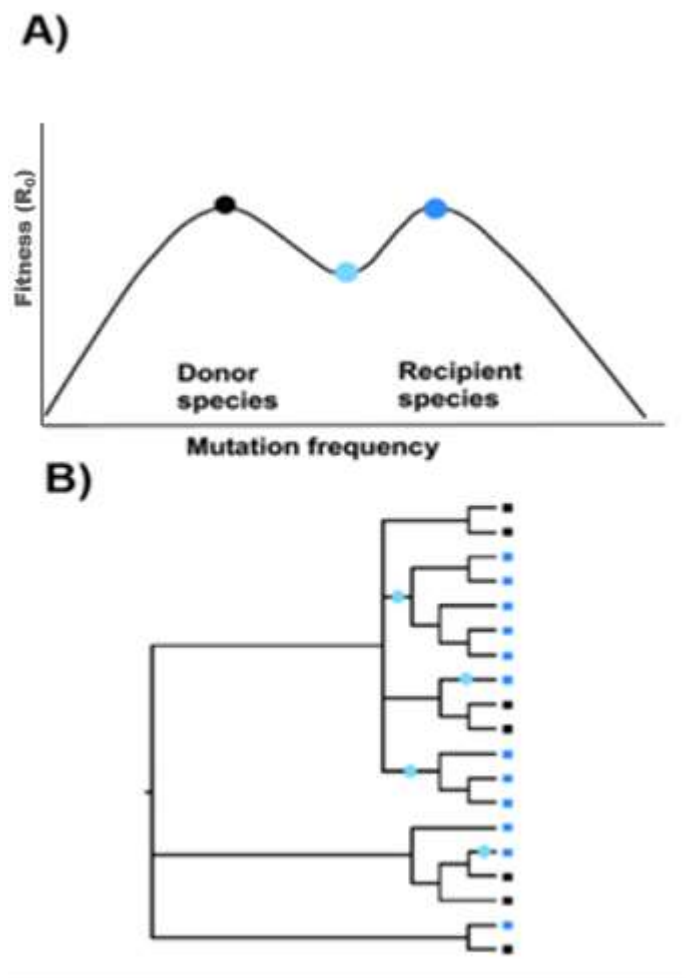 A)
Fitness (R₀)
Donor
species
Recipient
species
Mutation frequency
B)